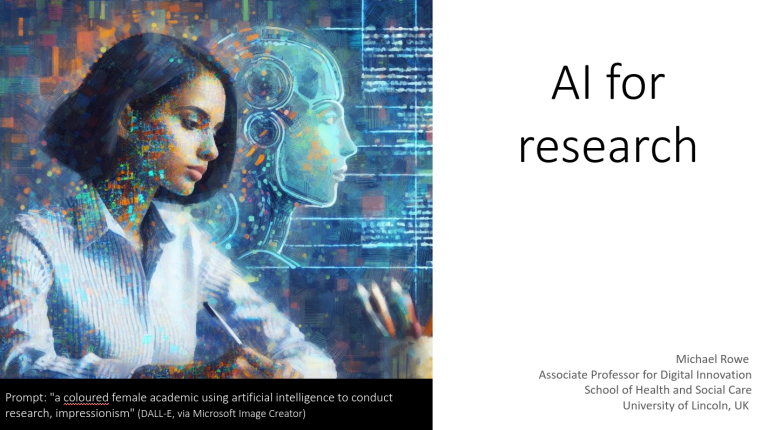 AI for
research
Michael Rowe
Associate Professor for Digital Innovation
School of Health and Social Care
University of Lincoln, UK
Prompt: "a coloured female academic using artificial intelligence to conduct
research, impressionism" (DALL-E, via Microsoft Image Creator)